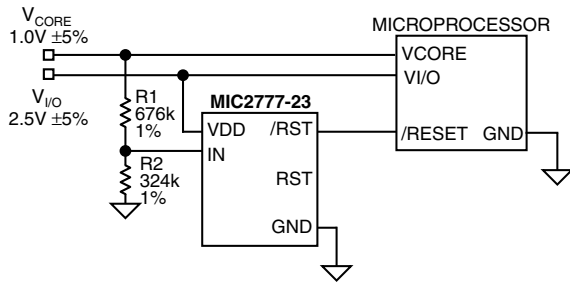 VCORE
1.0V ±5%
VI/O
2.5V ±5%
R1
676k
1%
R2
324k
1%
MIC2777-23
VDD
/RST
IN
RST
GND
MICROPROCESSOR
VCORE
VI/O
/RESET
GND